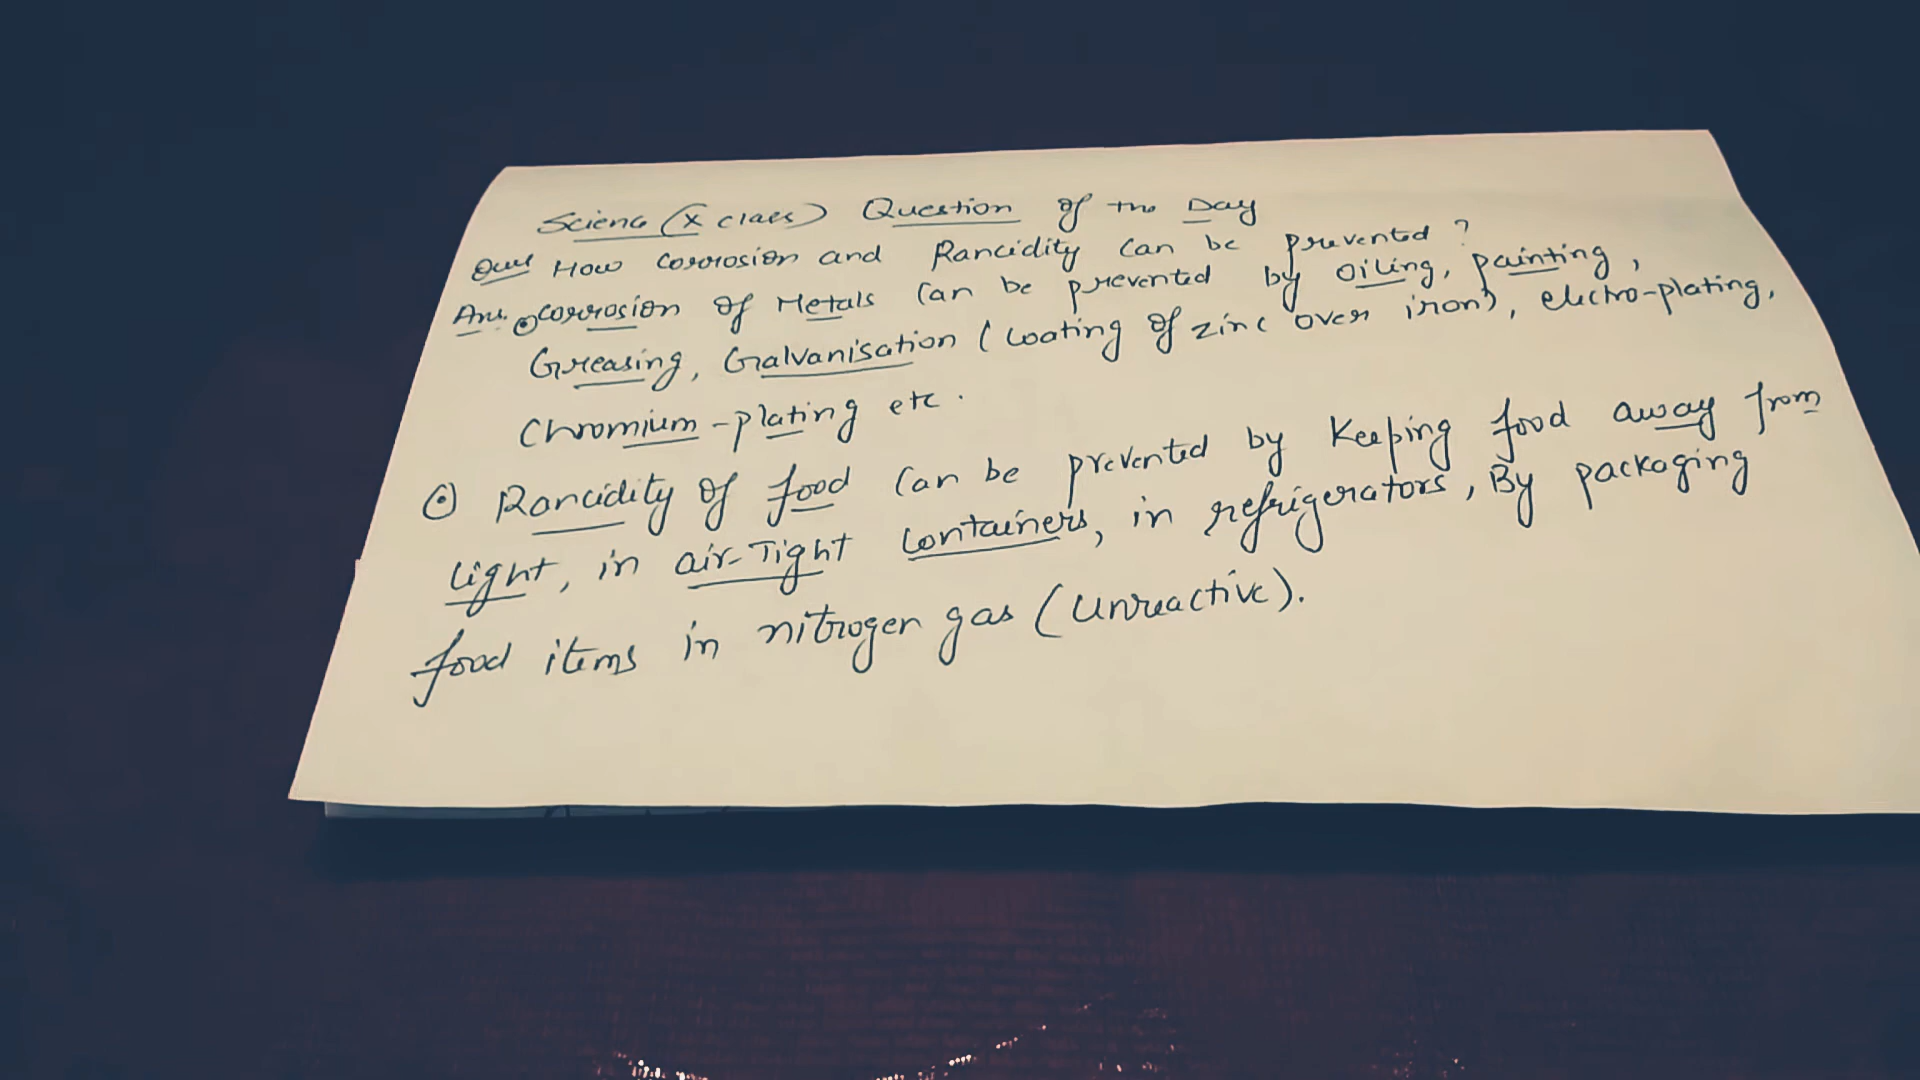 Science (X class) Question of the Day
Ques How corrosion and Rancidity can be prevented?
Ans. corrosion of Metals can be prevented by oiling, painting,
Greasing, Galvanisation (coating of zinc over iron), electro-plating,
Chromium-plating etc.
Rancidity of food can be prevented by Keeping food away from
light, in air-Tight containers, in refrigerators, By packaging
food items in nitrogen gas (unreactive).